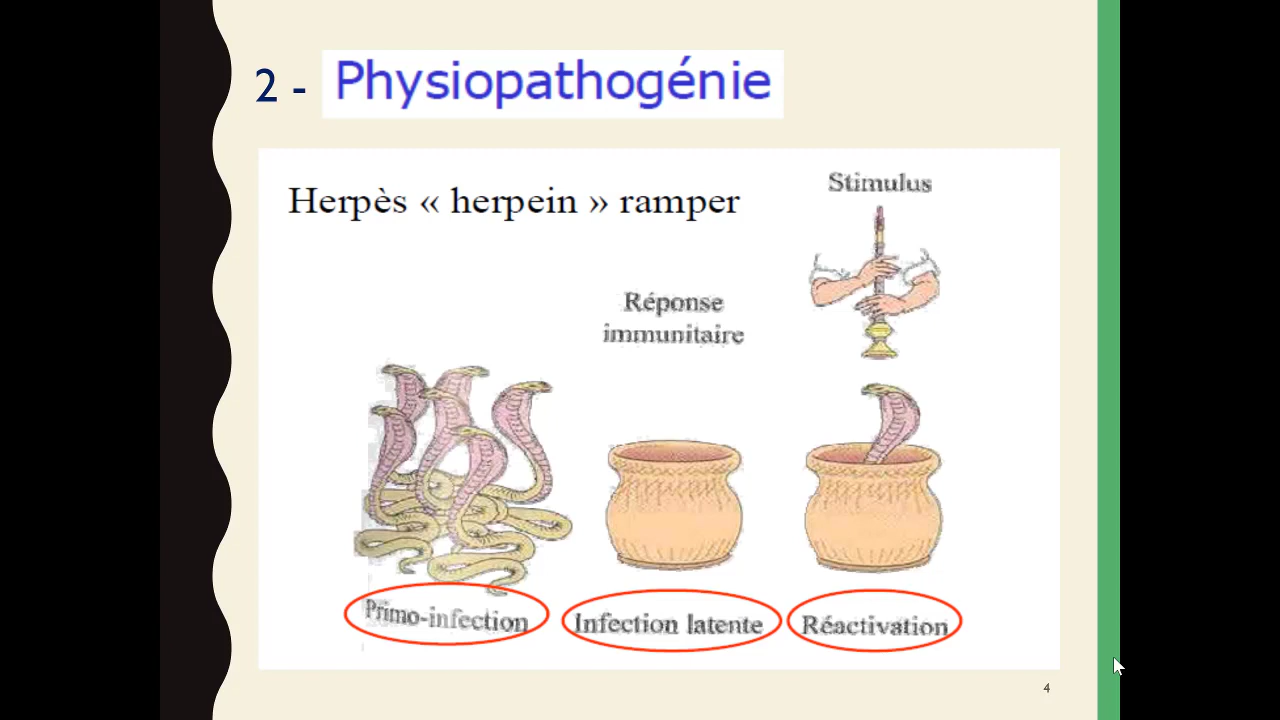 2 - Physiopathogénie
Herpès « herpein » ramper
Stimulus
Réponse
immunitaire
Primo-infection
Infection latente
Réactivation
4